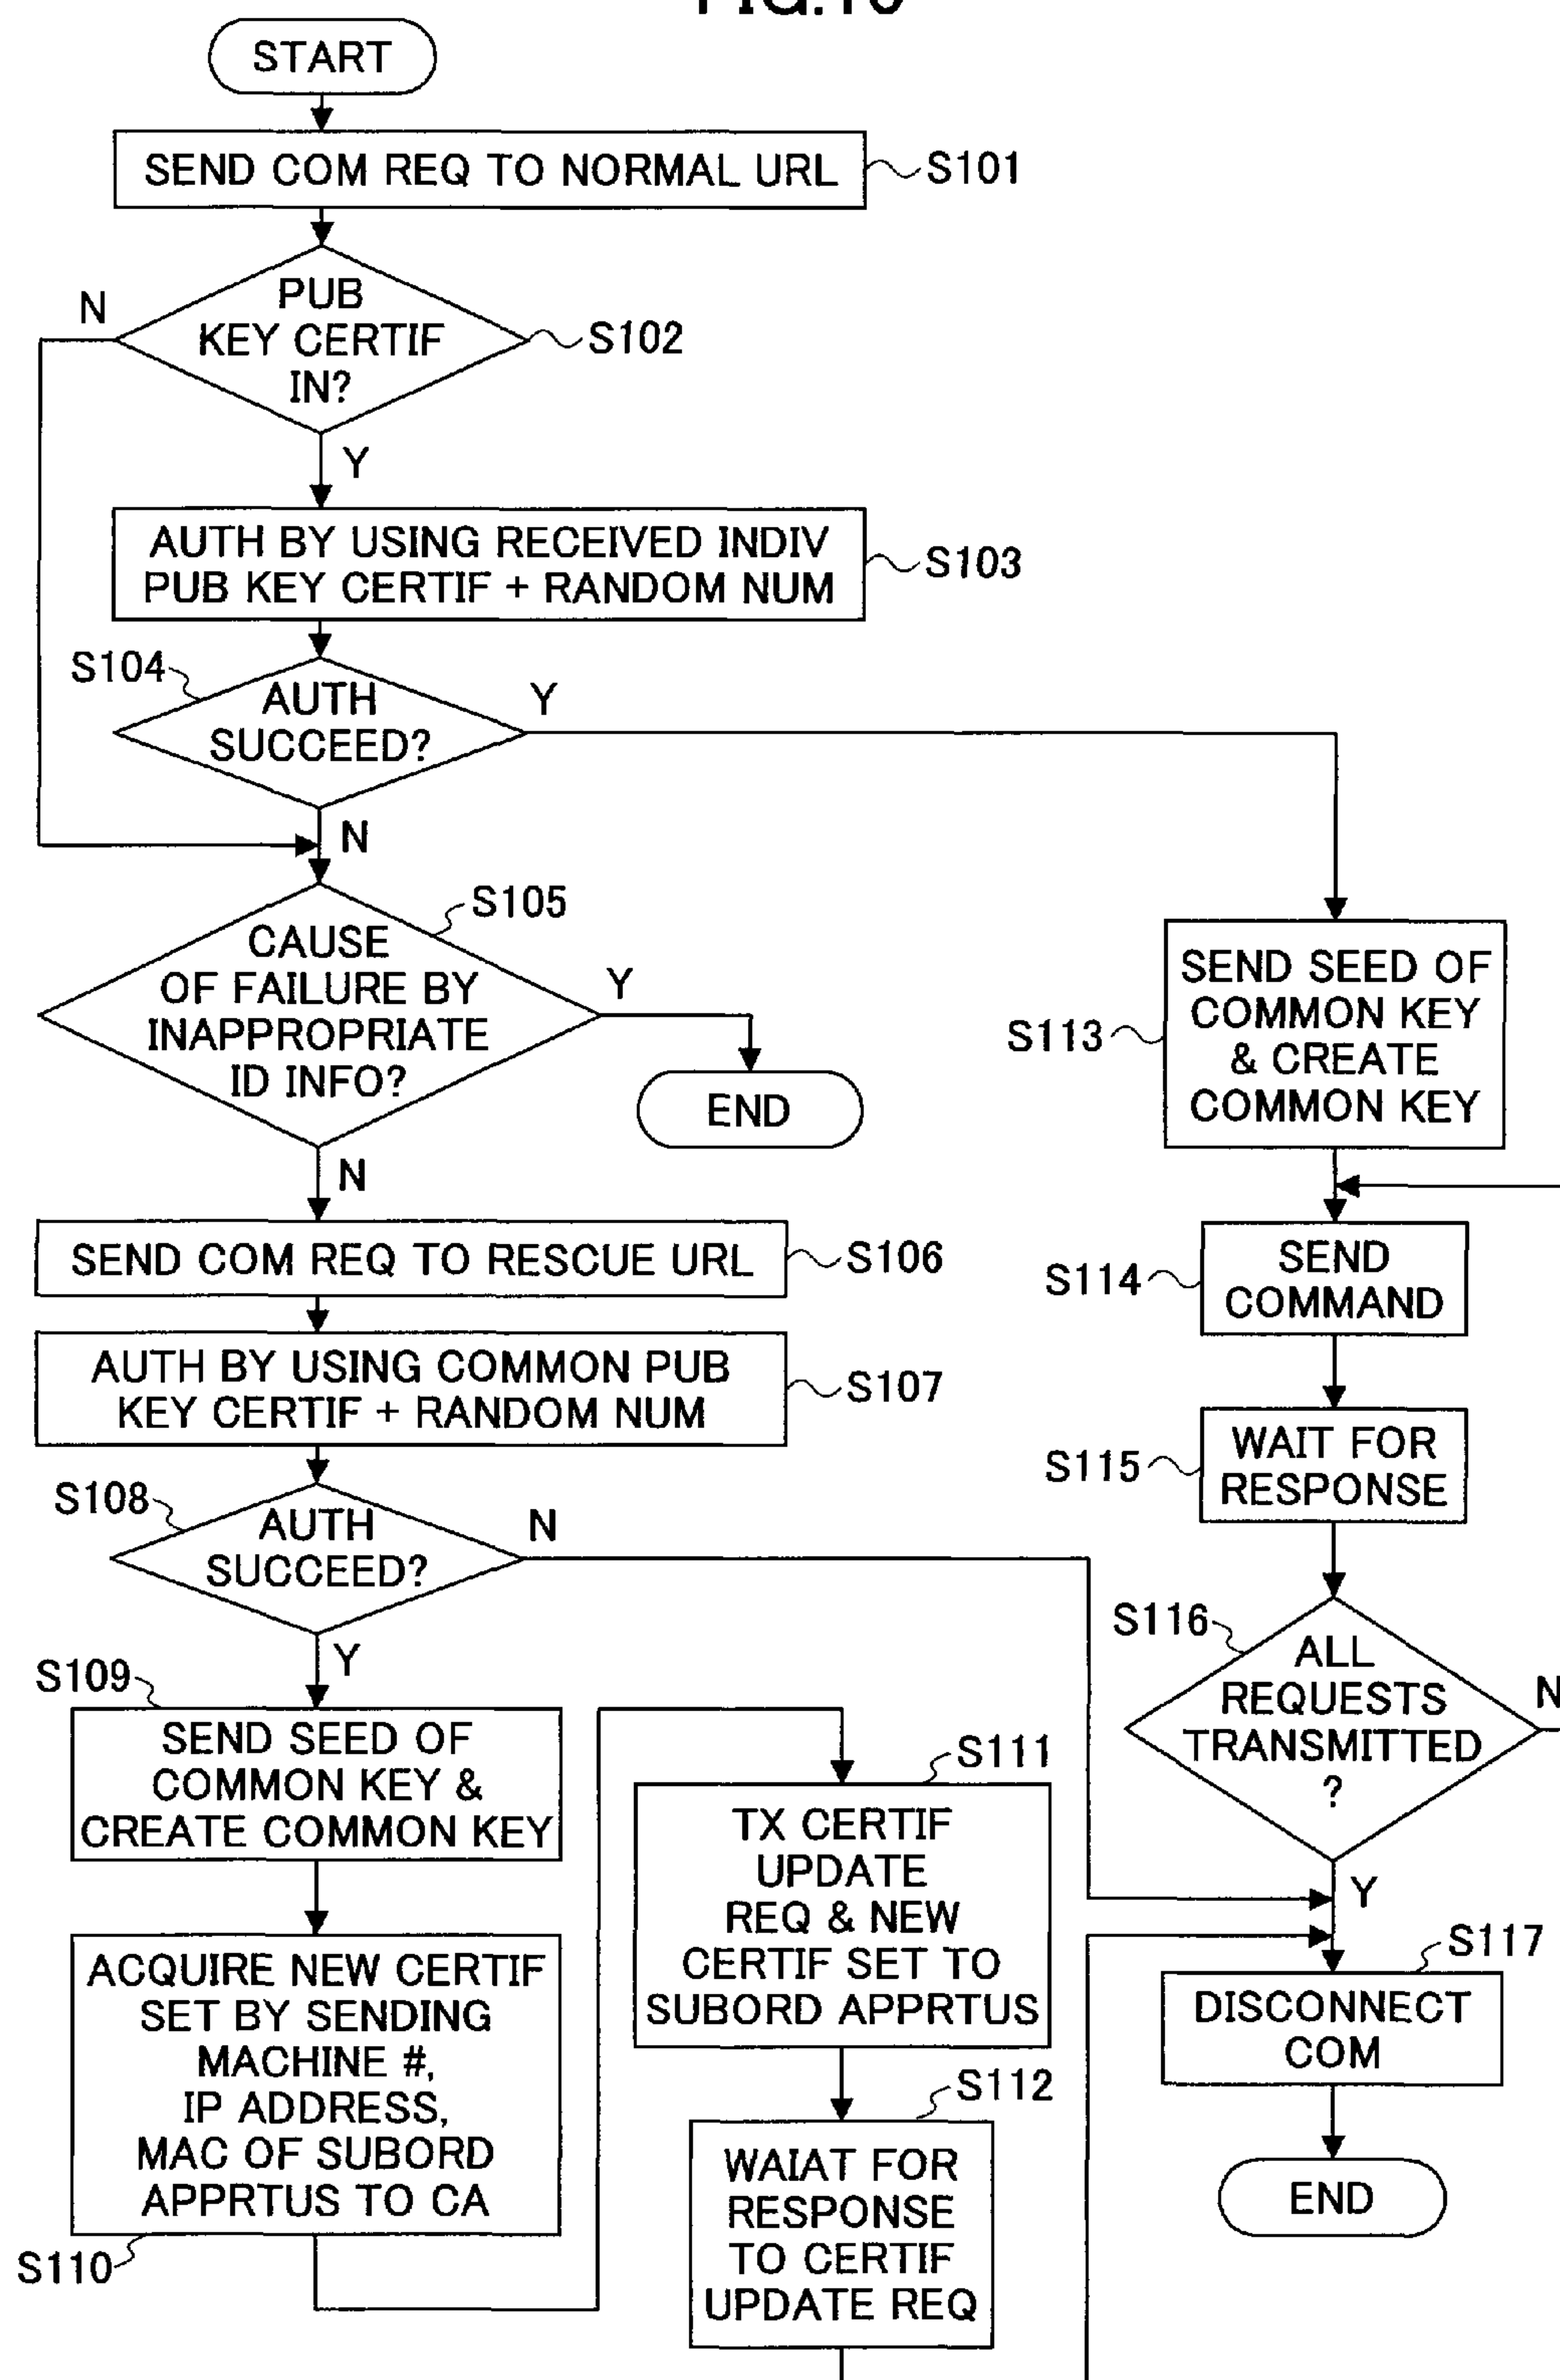 START
SEND COM REQ TO NORMAL URL
S101
PUB
KEY CERTIF
IN?
N
S102
Y
AUTH BY USING RECEIVED INDIV
PUB KEY CERTIF + RANDOM NUM
S103
S104
AUTH
SUCCEED?
Y
N
S105
CAUSE
OF FAILURE BY
INAPPROPRIATE
ID INFO?
Y
END
N
SEND COM REQ TO RESCUE URL
S106
AUTH BY USING COMMON PUB
KEY CERTIF + RANDOM NUM
S107
S108
AUTH
SUCCEED?
N
Y
S109
SEND SEED OF
COMMON KEY &
CREATE COMMON KEY
ACQUIRE NEW CERTIF
SET BY SENDING
MACHINE #,
IP ADDRESS,
MAC OF SUBORD
APPRTUS TO CA
S110
S111
TX CERTIF
UPDATE
REQ & NEW
CERTIF SET TO
SUBORD APPRTUS
S112
WAIAT FOR
RESPONSE
TO CERTIF
UPDATE REQ
S113
SEND SEED OF
COMMON KEY
& CREATE
COMMON KEY
S114
SEND
COMMAND
S115
WAIT FOR
RESPONSE
S116
ALL
REQUESTS
TRANSMITTED
?
N
Y
S117
DISCONNECT
COM
END